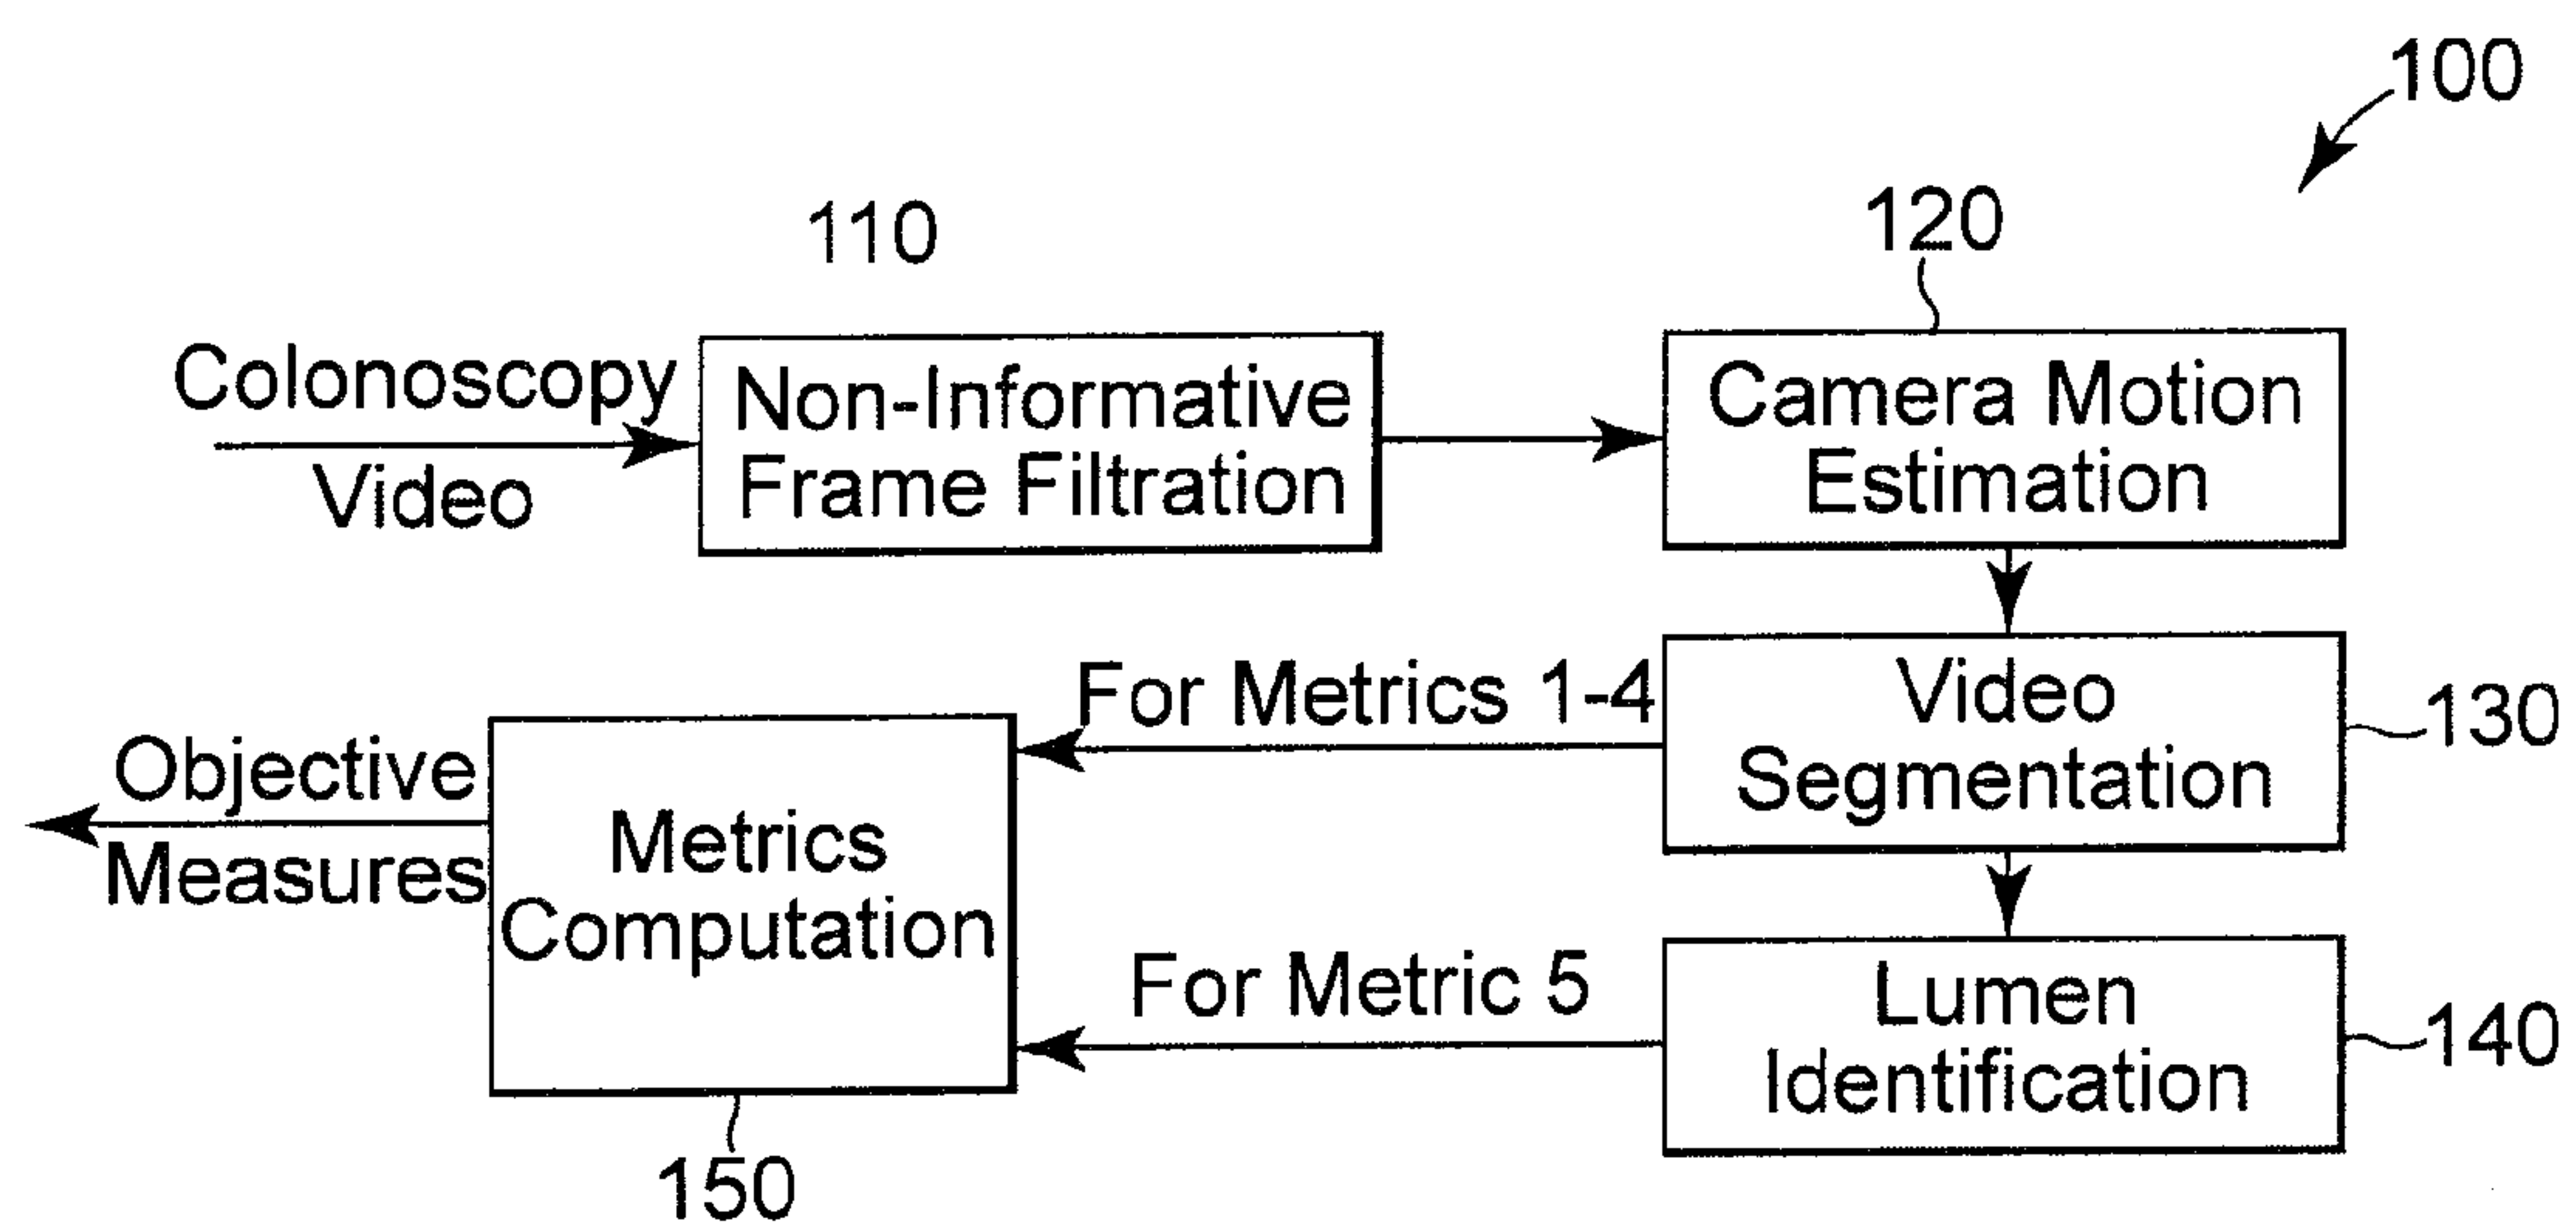 100
110
120
Colonoscopy
Video
Non-Informative
Frame Filtration
Camera Motion
Estimation
For Metrics 1-4
Video
Segmentation
130
Objective
Measures
Metrics
Computation
For Metric 5
Lumen
Identification
140
150